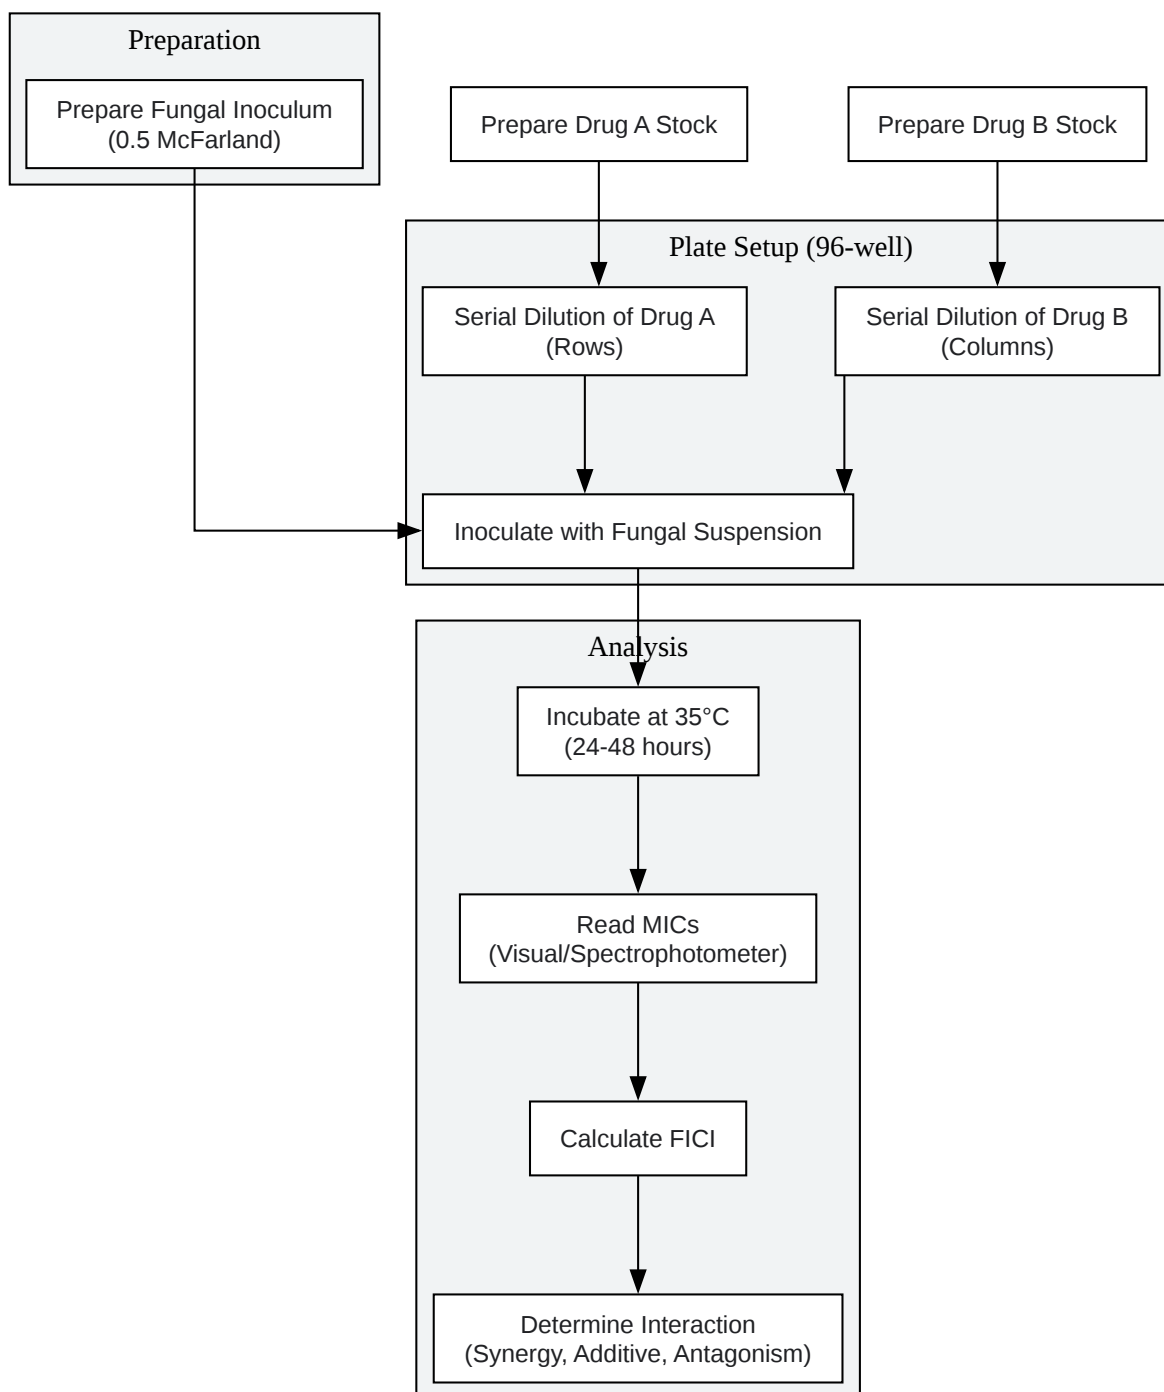 Preparation
Prepare Fungal Inoculum
(0.5 McFarland)
Prepare Drug A Stock
Prepare Drug B Stock
Plate Setup (96-well)
Serial Dilution of Drug A
(Rows)
Serial Dilution of Drug B
(Columns)
Inoculate with Fungal Suspension
Analysis
Incubate at 35°C
(24-48 hours)
Read MICs
(Visual/Spectrophotometer)
Calculate FICI
Determine Interaction
(Synergy, Additive, Antagonism)